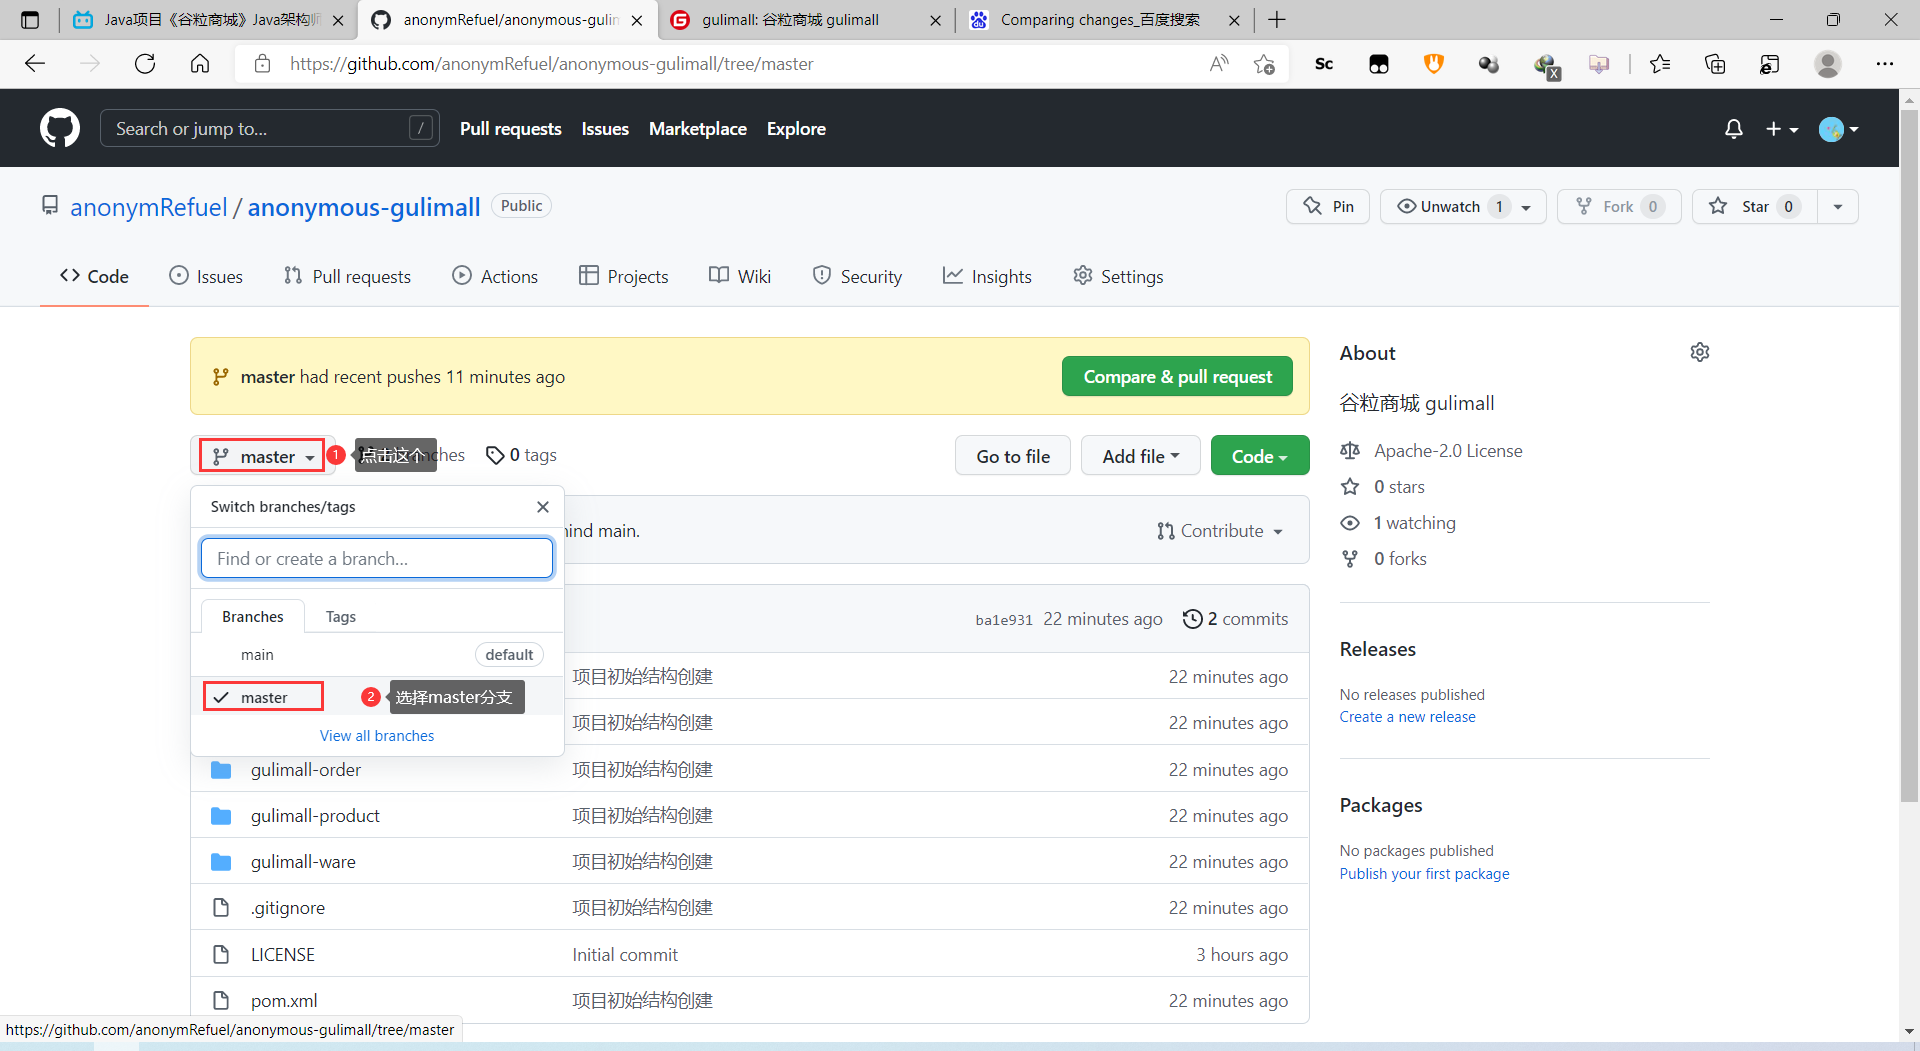 Java项目《谷粒商城》Java架构师
anonymRefuel/anonymous-gulim
gulimall: 谷粒商城 gulimall
Comparing changes_百度搜索
https://github.com/anonymRefuel/anonymous-gulimall/tree/master
Sc
X
Search or jump to...
/
Pull requests
Issues
Marketplace
Explore
anonymRefuel / anonymous-gulimall
Public
Pin
Unwatch 1
Fork 0
Star 0
Code
Issues
Pull requests
Actions
Projects
Wiki
Security
Insights
Settings
master had recent pushes 11 minutes ago
Compare & pull request
master
1
点击这个
ches
0 tags
Go to file
Add file
Code
Switch branches/tags
Find or create a branch...
Branches
Tags
main
default
master
2
选择master分支
View all branches
ind main.
Contribute
ba1e931 22 minutes ago
2 commits
项目初始结构创建
22 minutes ago
项目初始结构创建
22 minutes ago
gulimall-order
项目初始结构创建
22 minutes ago
gulimall-product
项目初始结构创建
22 minutes ago
gulimall-ware
项目初始结构创建
22 minutes ago
.gitignore
项目初始结构创建
22 minutes ago
LICENSE
Initial commit
3 hours ago
pom.xml
项目初始结构创建
22 minutes ago
About
谷粒商城 gulimall
Apache-2.0 License
0 stars
1 watching
0 forks
Releases
No releases published
Create a new release
Packages
No packages published
Publish your first package
https://github.com/anonymRefuel/anonymous-gulimall/tree/master